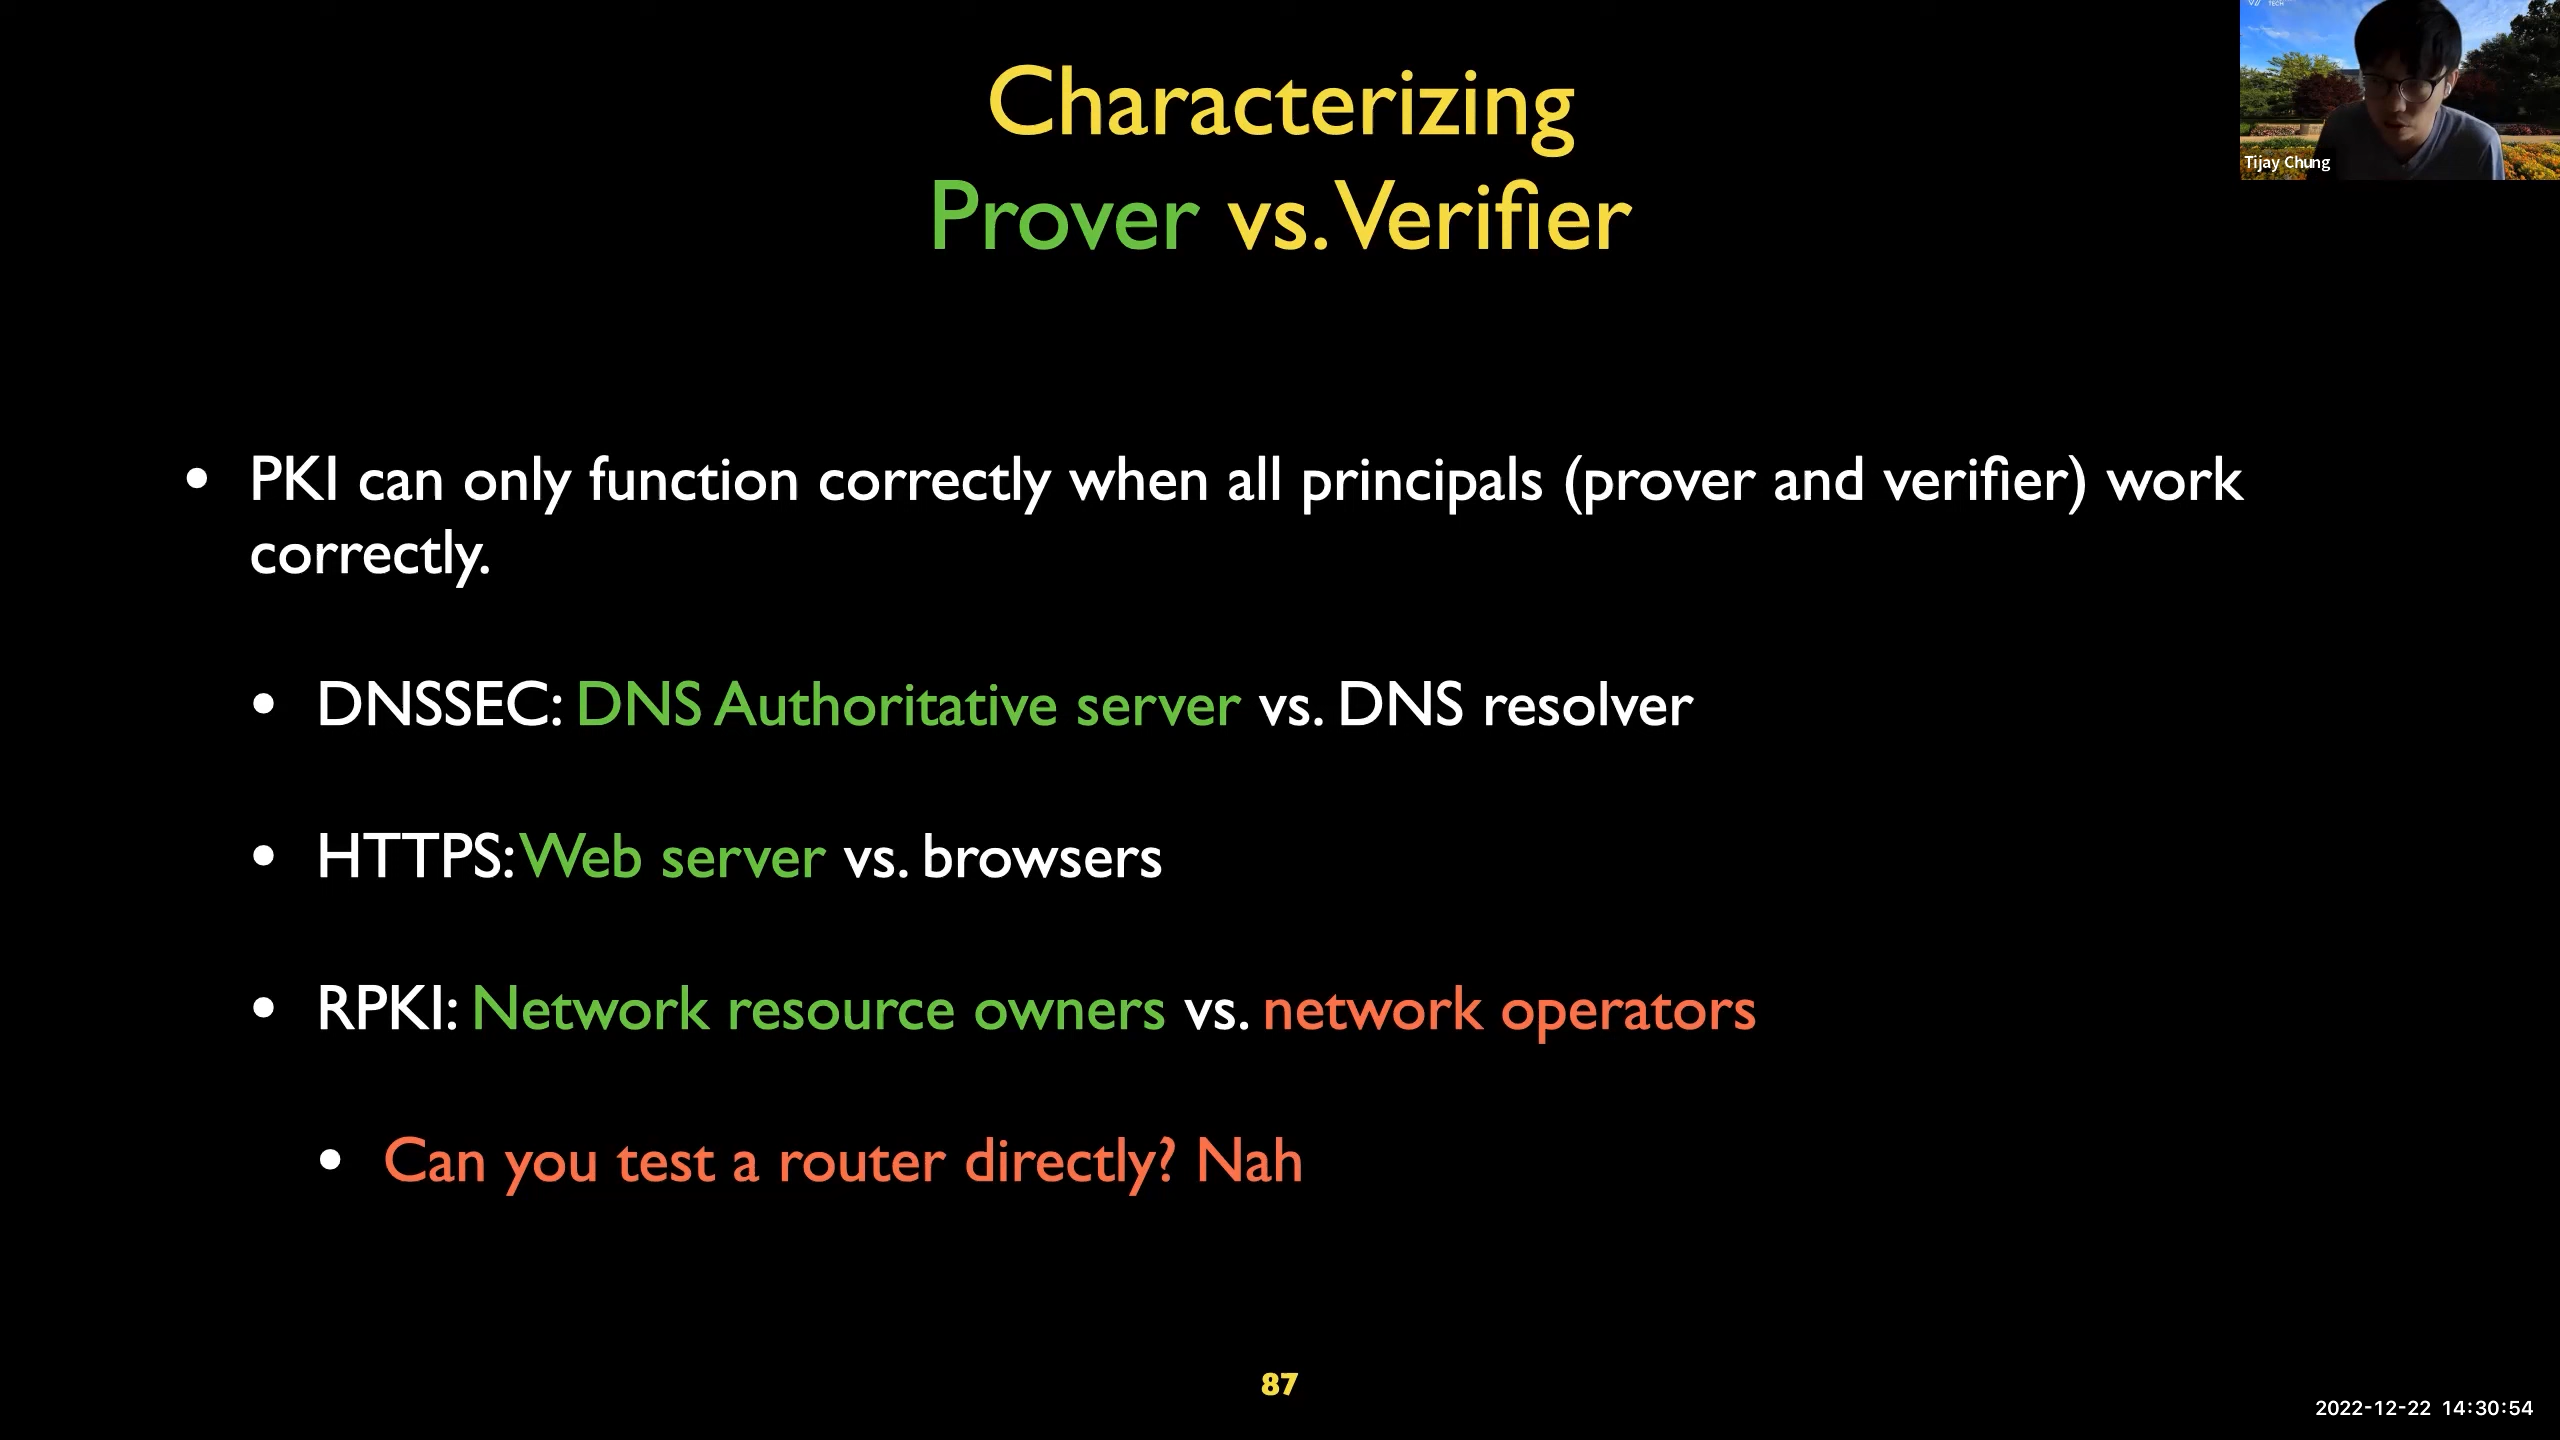 TECH
Tijay Chung
Characterizing
Prover vs. Verifier
• PKI can only function correctly when all principals (prover and verifier) work
correctly.
• DNSSEC: DNS Authoritative server vs. DNS resolver
• HTTPS: Web server vs. browsers
• RPKI: Network resource owners vs. network operators
• Can you test a router directly? Nah
87
2022-12-22 14:30:54